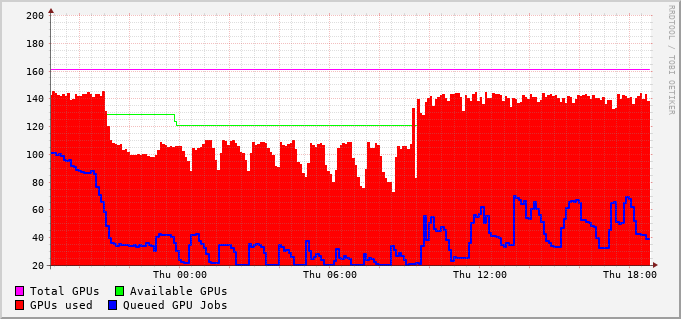 200
180
160
140
120
100
80
60
40
20
Thu 00:00 Thu 06:00 Thu 12:00 Thu 18:00
Total GPUs Available GPUs
GPUs used Queued GPU Jobs
RRDTOOL / TOBI OETIKER